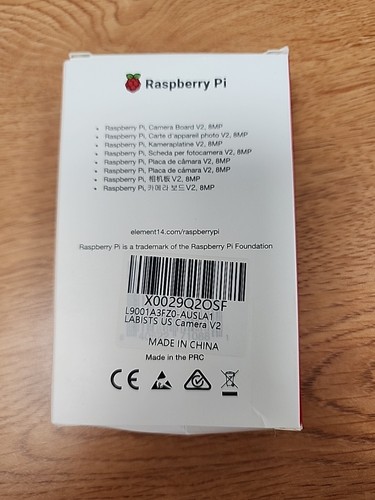 Raspberry Pi
Raspberry Pi, Camera Board V2, 8MP
Raspberry Pi, Carte d'appareil photo V2, 8MP
Raspberry Pi, Kameraplatine V2, 8MP
Raspberry Pi, Scheda per fotocamera V2, 8MP
Raspberry Pi, Placa de câmara V2, 8MP
Raspberry Pi, Placa de cámara V2, 8MP
Raspberry Pi, 相机板 V2, 8MP
Raspberry Pi, 카메라 보드 V2, 8MP
element14.com/raspberrypi
Raspberry Pi is a trademark of the Raspberry Pi Foundation
X0029Q2OSF
L9001A3FZ0-AUSLA1
LABISTS US Camera V2
MADE IN CHINA
Made in the PRC
CE